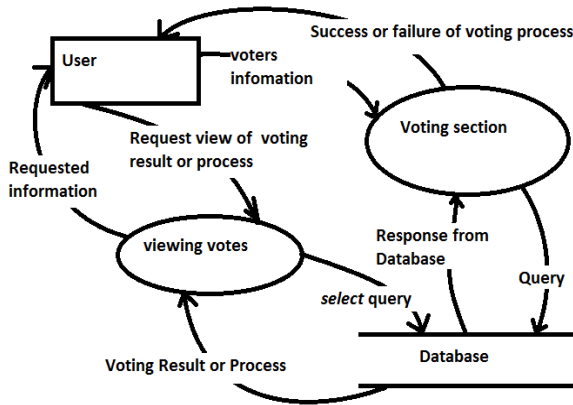 Success or failure of voting process
User
voters
infomation
Voting section
Request view of voting
result or process
Requested
information
viewing votes
Response from
Database
Query
select query
Database
Voting Result or Process